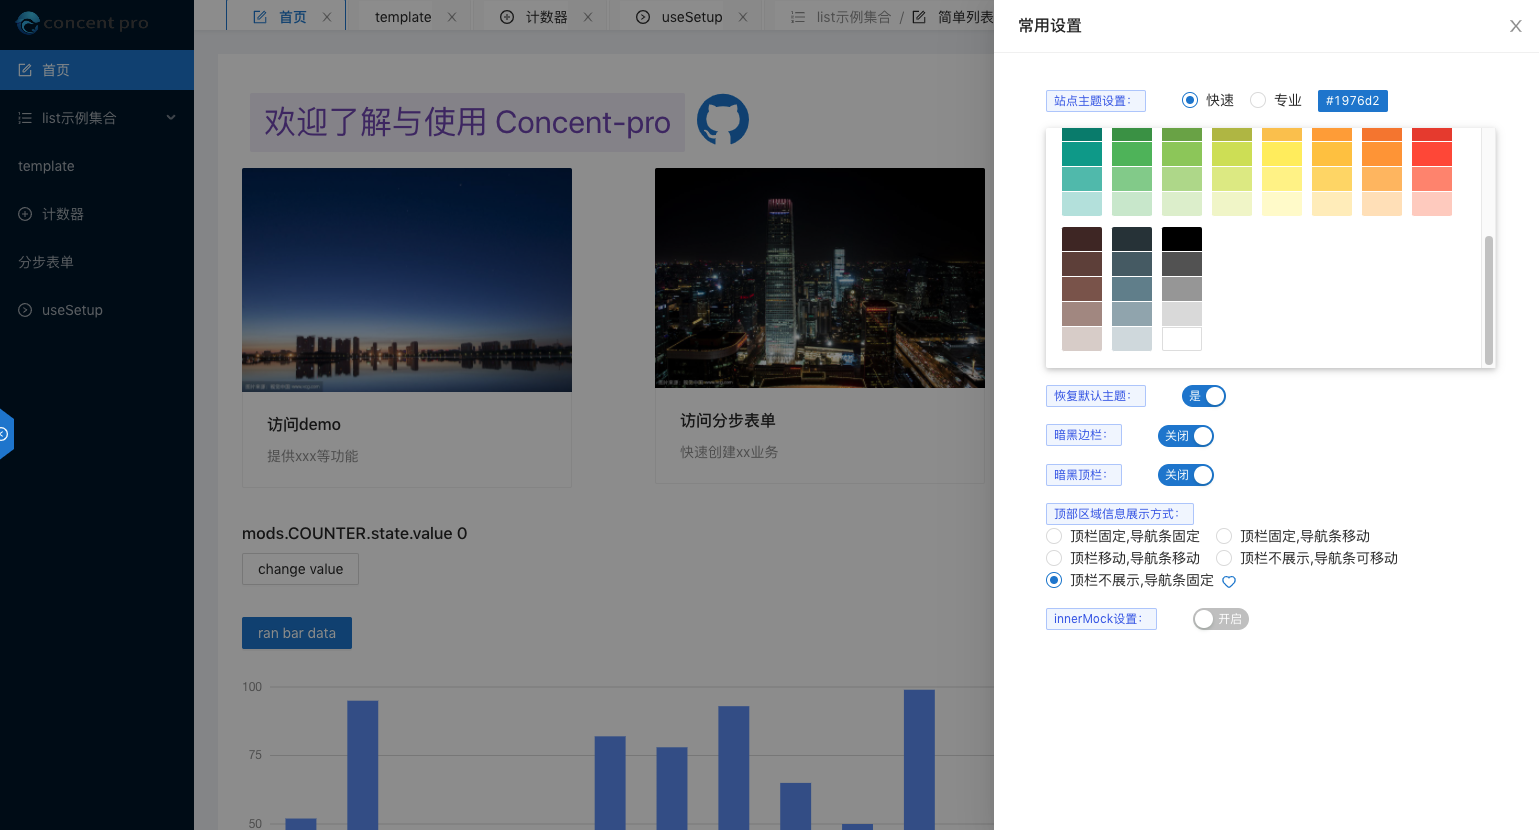 concent pro
首页
list示例集合
template
计数器
分步表单
useSetup
首页
template
计数器
useSetup
list示例集合 / 简单列表
欢迎了解与使用 Concent-pro
访问demo
提供xxx等功能
访问分步表单
快速创建xx业务
mods.COUNTER.state.value 0
change value
ran bar data
100
75
50
常用设置
站点主题设置： 快速 专业 #1976d2
恢复默认主题： 是
暗黑边栏： 关闭
暗黑顶栏： 关闭
顶部区域信息展示方式：
顶栏固定,导航条固定 顶栏固定,导航条移动
顶栏移动,导航条移动 顶栏不展示,导航条可移动
顶栏不展示,导航条固定
innerMock设置： 开启